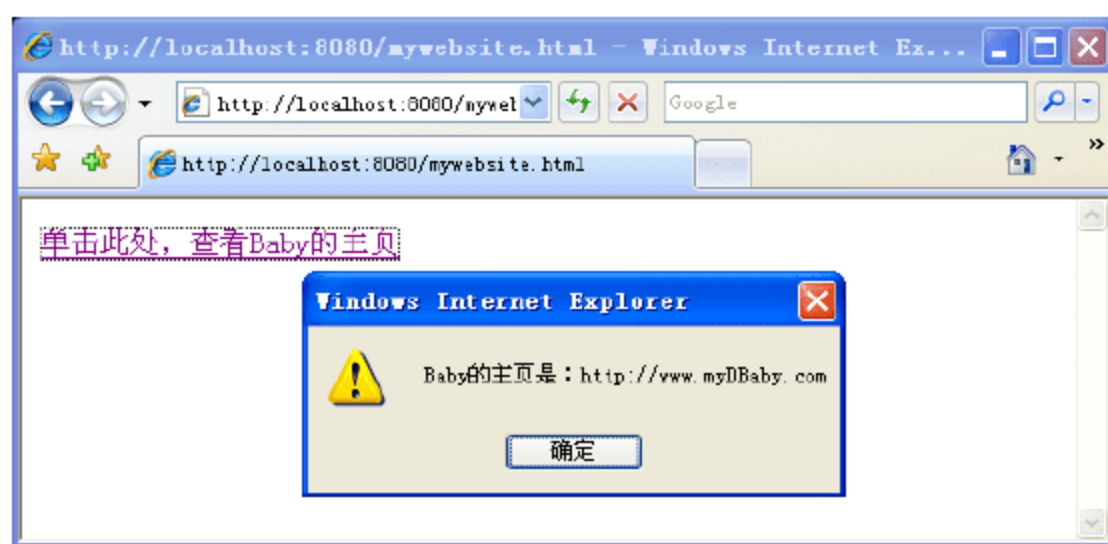 http://localhost:8080/mywebsite.html - Windows Internet Ex...
http://localhost:8080/mywet
Google
http://localhost:8080/mywebsite.html
单击此处，查看Baby的主页
Windows Internet Explorer
Baby的主页是：http://www.myDBaby.com
确定